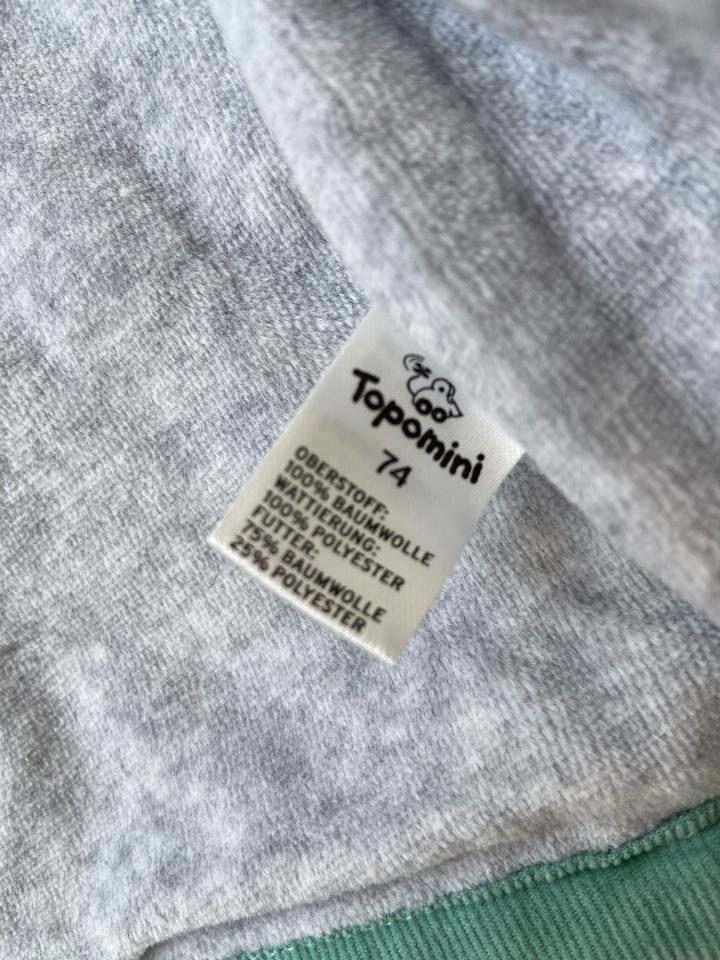 Topomini
74
OBERSTOFF:
100% BAUMWOLLE
WATTIERUNG:
100% POLYESTER
FUTTER:
75% BAUMWOLLE
25% POLYESTER